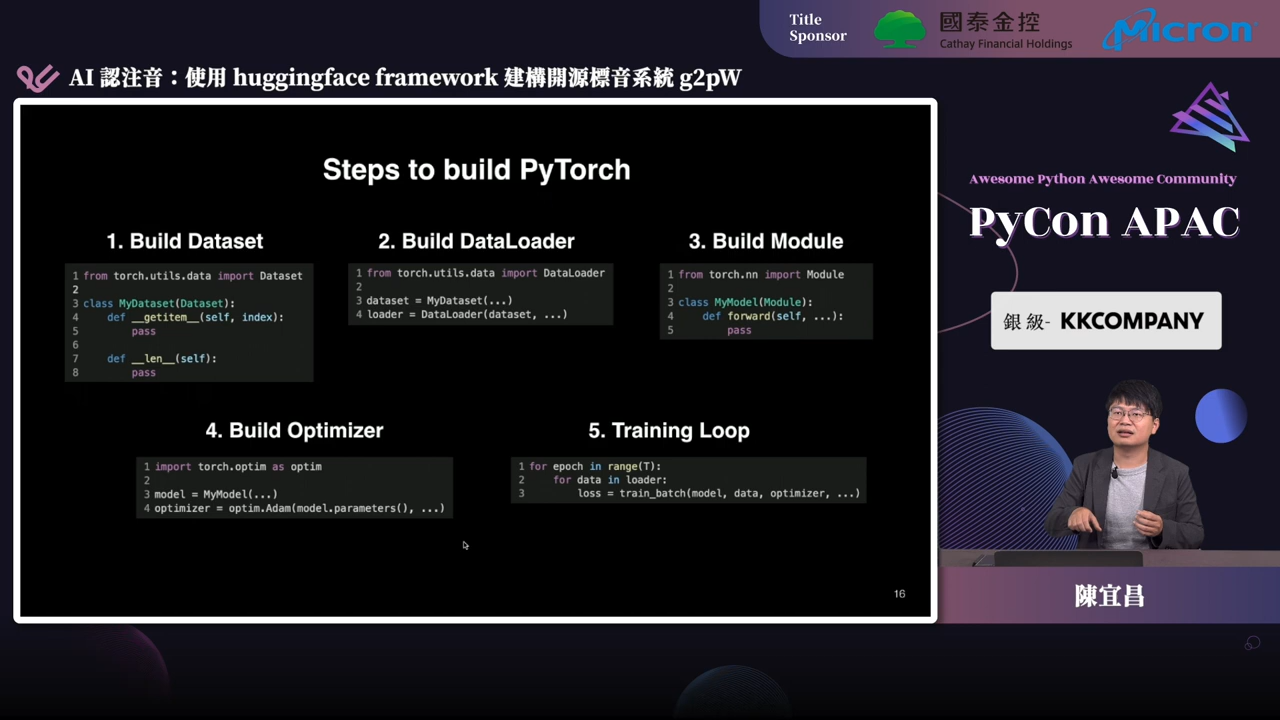 Title
Sponsor
國泰金控
Cathay Financial Holdings
Micron
AI 認注音：使用 huggingface framework 建構開源標音系統 g2pW
Steps to build PyTorch
1. Build Dataset
1 from torch.utils.data import Dataset
2
3 class MyDataset(Dataset):
4 def __getitem__(self, index):
5 pass
6
7 def __len__(self):
8 pass
2. Build DataLoader
1 from torch.utils.data import DataLoader
2
3 dataset = MyDataset(...)
4 loader = DataLoader(dataset, ...)
3. Build Module
1 from torch.nn import Module
2
3 class MyModel(Module):
4 def forward(self, ...):
5 pass
4. Build Optimizer
1 import torch.optim as optim
2
3 model = MyModel(...)
4 optimizer = optim.Adam(model.parameters(), ...)
5. Training Loop
1 for epoch in range(T):
2 for data in loader:
3 loss = train_batch(model, data, optimizer, ...)
16
Awesome Python Awesome Community
PyCon APAC
銀 級- KKCOMPANY
陳宜昌